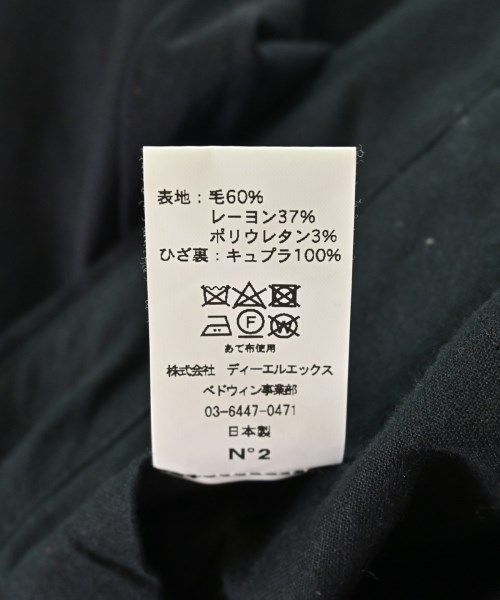 表地：毛60%
レーヨン37%
ポリウレタン3%
ひざ裏：キュプラ100%
F W
あて布使用
株式会社 ディーエルエックス
ベドウィン事業部
03-6447-0471
日本製
N°2